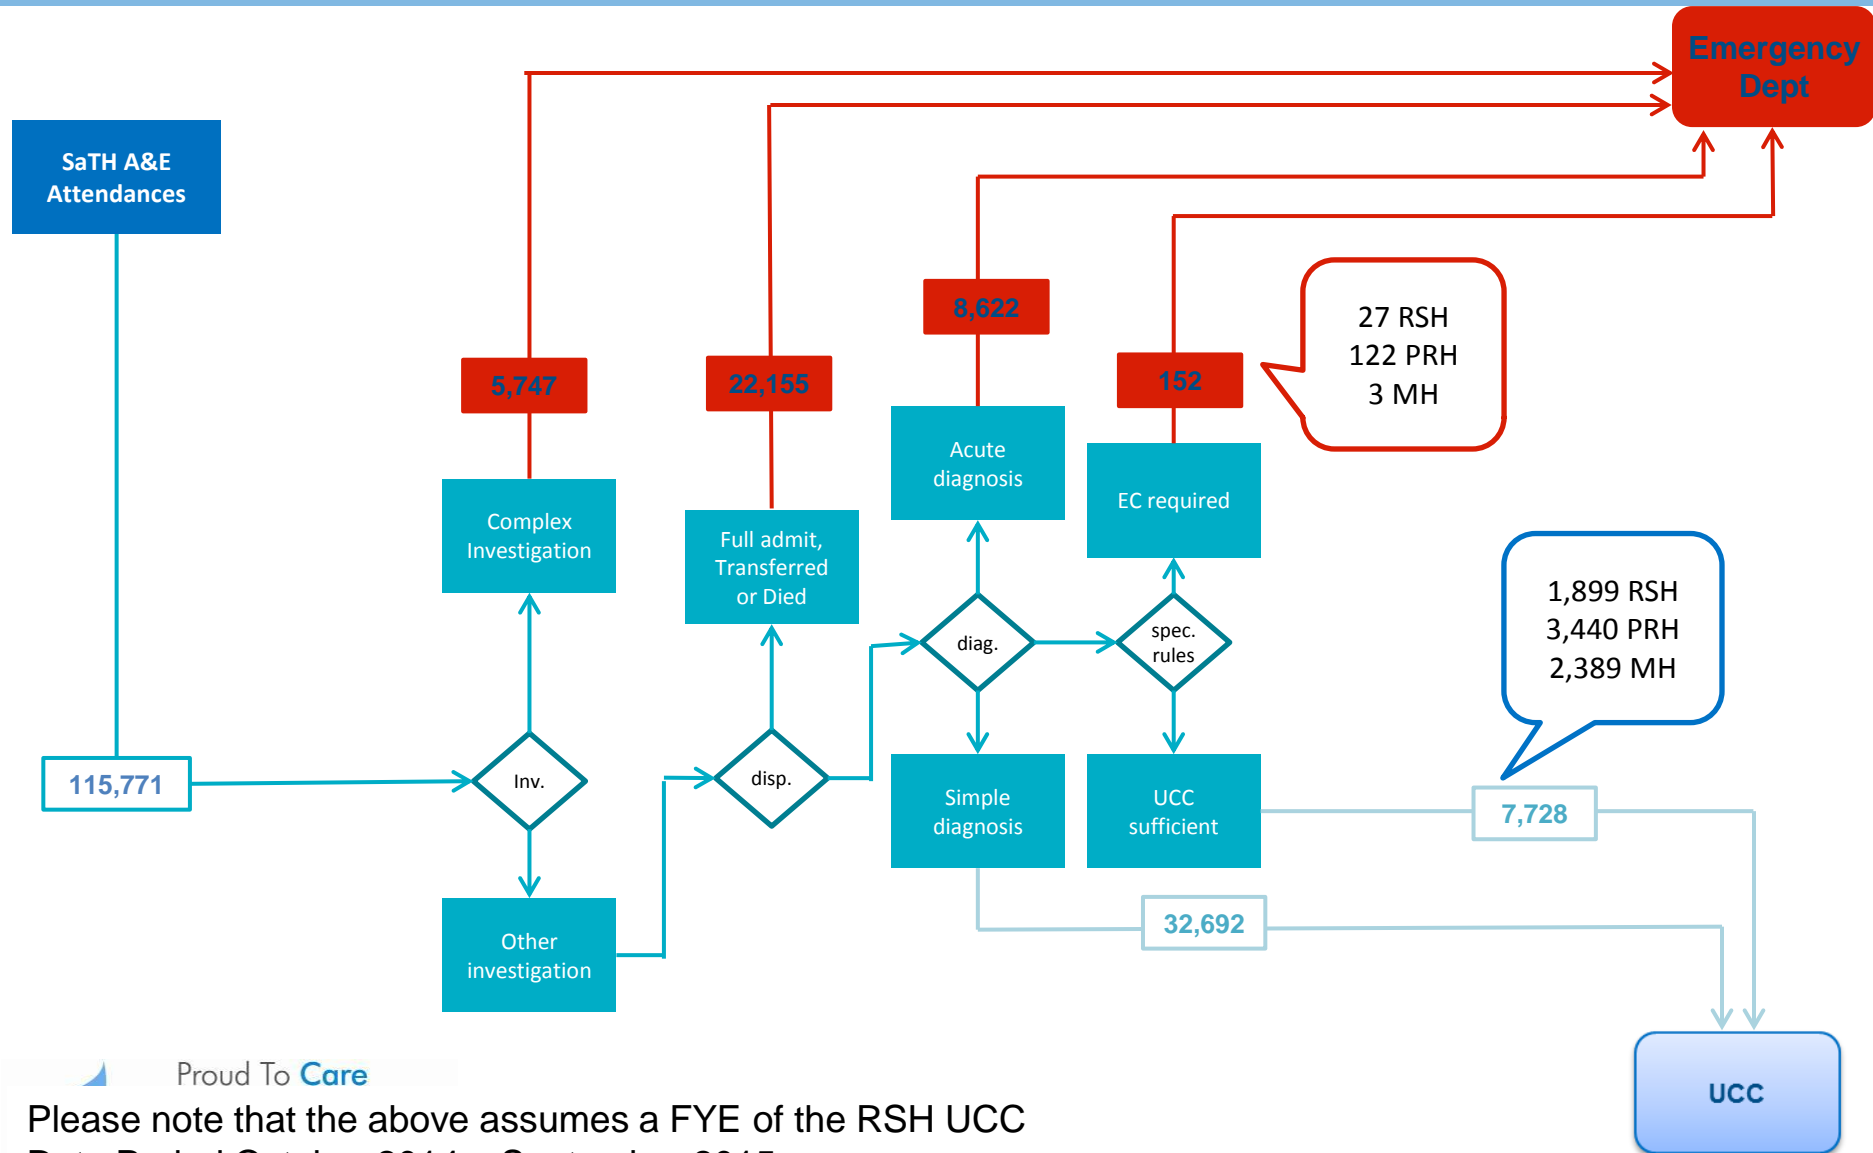 Emergency
Dept
SaTH A&E
Attendances
8,622
27 RSH
122 PRH
3 MH
5,747
22,155
152
Acute
diagnosis
EC required
Complex
Investigation
Full admit,
Transferred
or Died
1,899 RSH
3,440 PRH
2,389 MH
diag.
spec.
rules
115,771
Inv.
disp.
Simple
diagnosis
UCC
sufficient
7,728
32,692
Other
investigation
Proud To Care
UCC
Please note that the above assumes a FYE of the RSH UCC